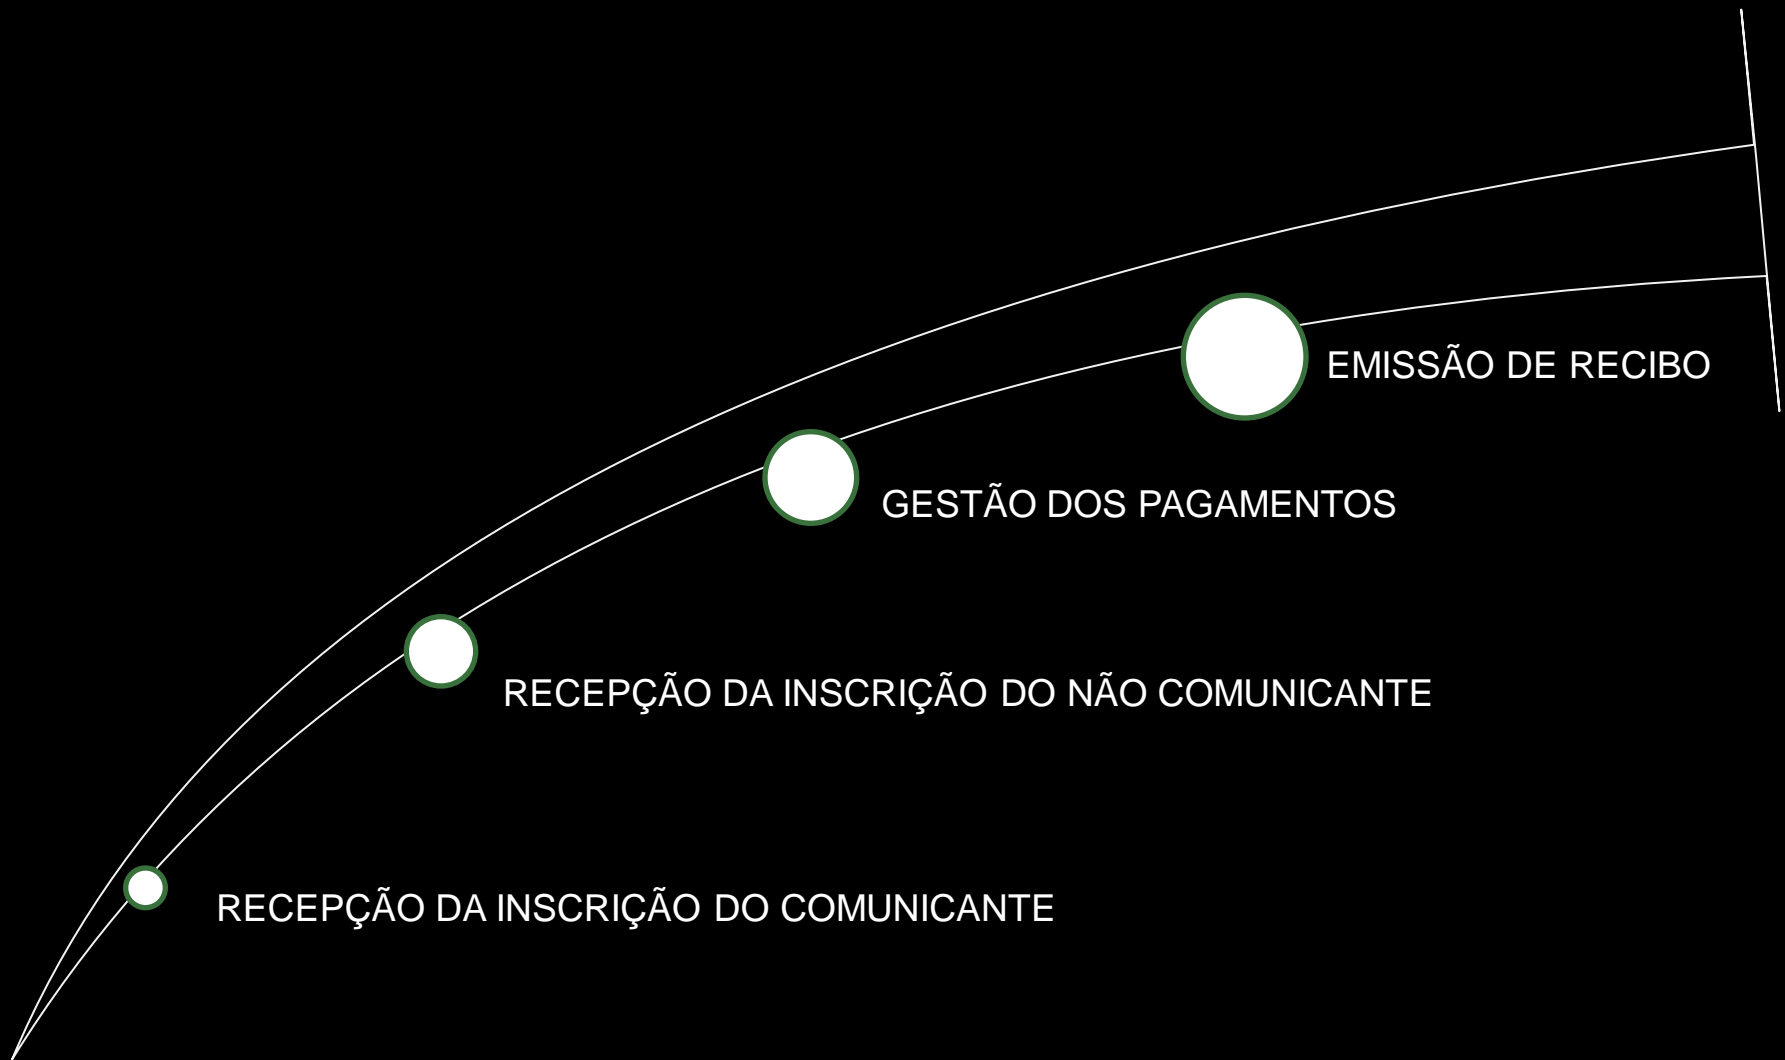 EMISSÃO DE RECIBO
GESTÃO DOS PAGAMENTOS
RECEPÇÃO DA INSCRIÇÃO DO NÃO COMUNICANTE
RECEPÇÃO DA INSCRIÇÃO DO COMUNICANTE